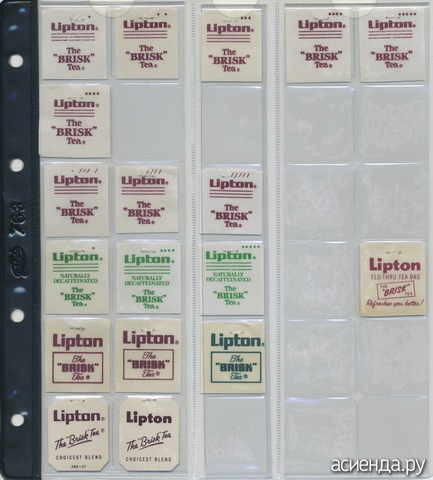 Lipton®
The
"BRISK"
Tea®
Lipton®
The
"BRISK"
Tea®
Lipton®
The
"BRISK"
Tea®
Lipton®
The
"BRISK"
Tea®
Lipton®
The
"BRISK"
Tea®
Lipton®
The
"BRISK"
Tea®
Lipton®
The
"BRISK"
Tea®
Lipton®
The
"BRISK"
Tea®
Lipton®
The
"BRISK"
Tea®
Lipton®
NATURALLY
DECAFFEINATED
The
"BRISK"
Tea®
Lipton®
NATURALLY
DECAFFEINATED
The
"BRISK"
Tea®
Lipton®
NATURALLY
DECAFFEINATED
The
"BRISK"
Tea®
Lipton
FLO-THRU TEA BAG
THE
"BRISK"
TEA
Refreshes you better!
Lipton®
The
"BRISK"
Tea®
Lipton®
The
"BRISK"
Tea®
Lipton®
The
"BRISK"
Tea®
Lipton®
The "Brisk Tea"®
CHOICEST BLEND
Lipton
The "Brisk" Tea
CHOICEST BLEND
асиенда.ру